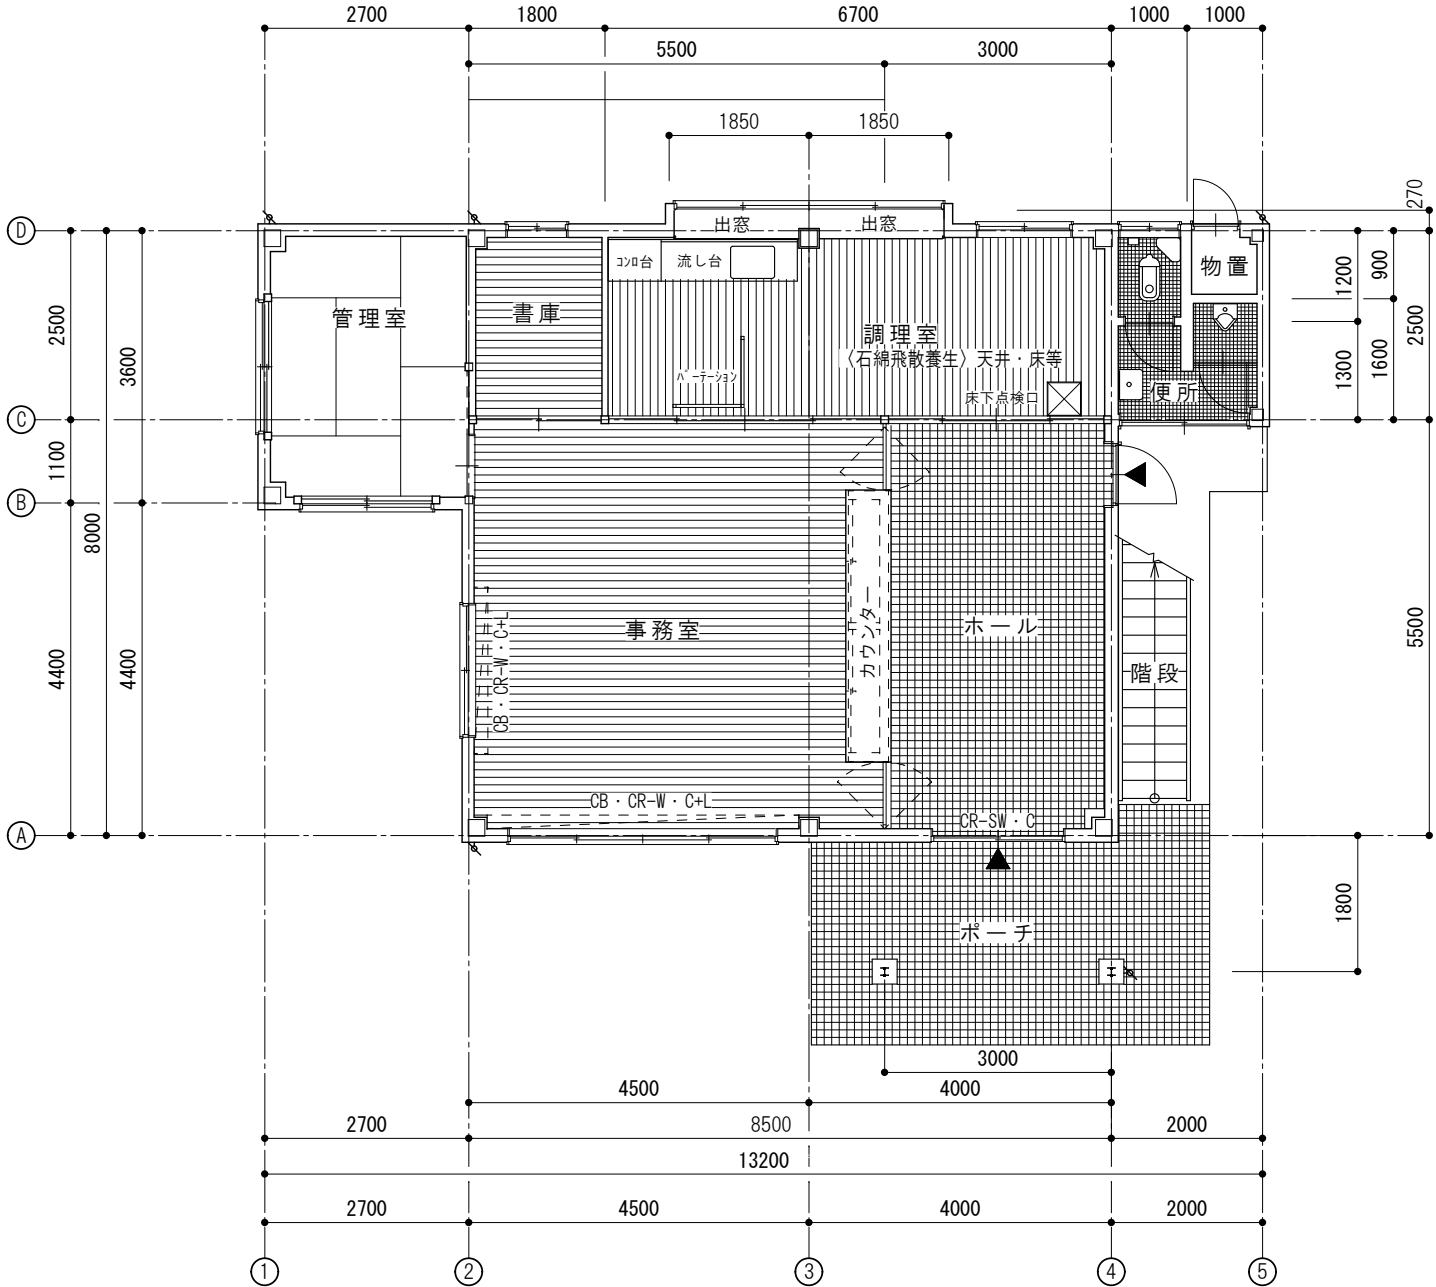 2700
1800
6700
1000
1000
5500
3000
1850
1850
270
D
出窓
出窓
コンロ台
流し台
物置
管理室
書庫
調理室
〈石綿飛散養生〉天井・床等
パーテーション
床下点検口
便所
2500
3600
1200
900
2500
1300
1600
C
1100
B
8000
4400
4400
事務室
CB・CR-W・C+L
カウンター
ホール
階段
5500
CB・CR-W・C+L
CR-SW・C
A
1800
ポーチ
3000
4500
4000
2700
8500
2000
13200
2700
4500
4000
2000
1
2
3
4
5